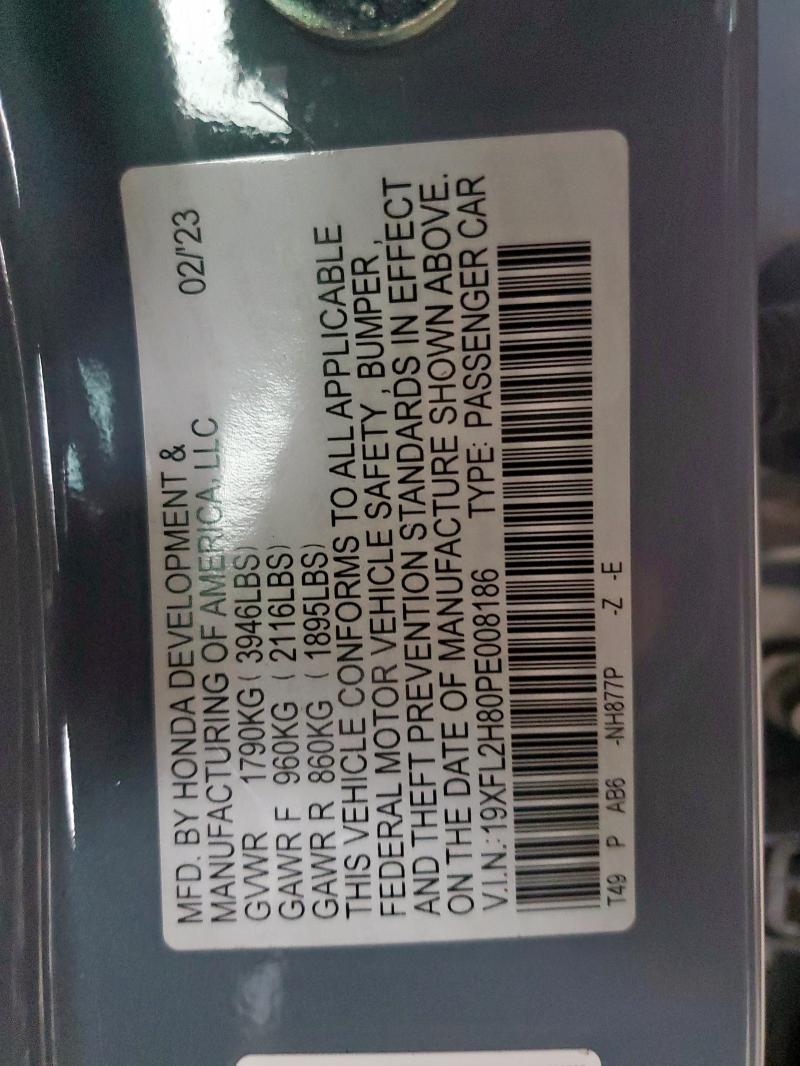 MFD. BY HONDA DEVELOPMENT & 02/'23
MANUFACTURING OF AMERICA, LLC
GVWR 1790KG ( 3946LBS)
GAWR F 960KG ( 2116LBS)
GAWR R 860KG ( 1895LBS)
THIS VEHICLE CONFORMS TO ALL APPLICABLE
FEDERAL MOTOR VEHICLE SAFETY , BUMPER ,
AND THEFT PREVENTION STANDARDS IN EFFECT
ON THE DATE OF MANUFACTURE SHOWN ABOVE.
V.I.N.:19XFL2H80PE008186 TYPE: PASSENGER CAR
T49 P AB6 -NH877P -Z -E